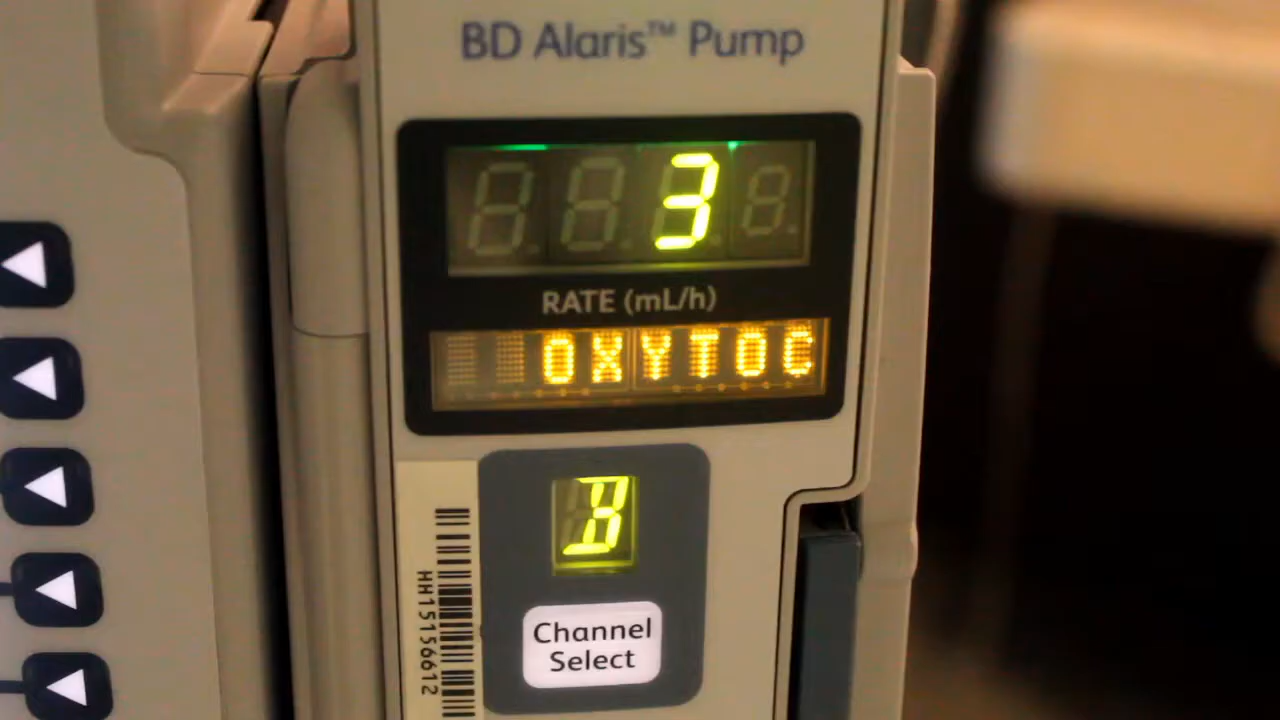 BD Alaris™ Pump
3
RATE (mL/h)
OXYTOC
B
Channel
Select
HH15156612